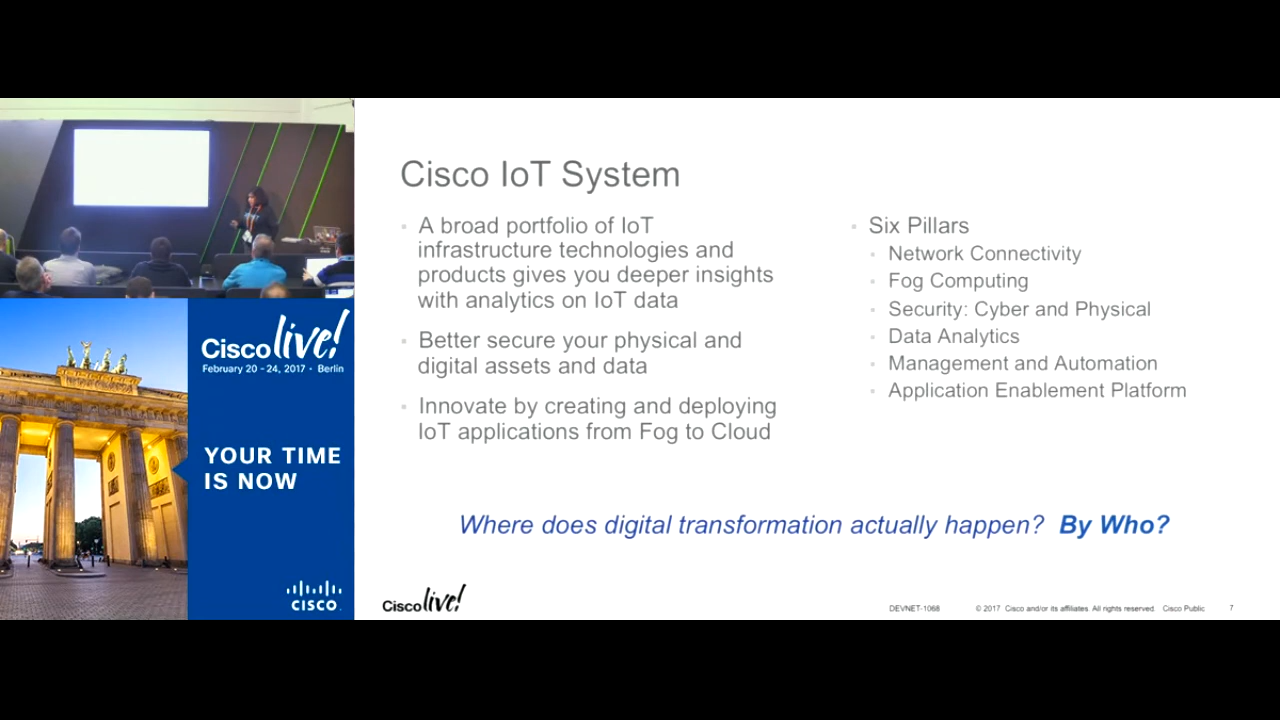 Cisco IoT System
▫ A broad portfolio of IoT
infrastructure technologies and
products gives you deeper insights
with analytics on IoT data
▫ Better secure your physical and
digital assets and data
▫ Innovate by creating and deploying
IoT applications from Fog to Cloud
▫ Six Pillars
▫ Network Connectivity
▫ Fog Computing
▫ Security: Cyber and Physical
▫ Data Analytics
▫ Management and Automation
▫ Application Enablement Platform
Where does digital transformation actually happen? By Who?
Cisco live!
DEVNET-1068 © 2017 Cisco and/or its affiliates. All rights reserved. Cisco Public 7
Cisco live!
February 20 - 24, 2017 · Berlin
YOUR TIME
IS NOW
CISCO.